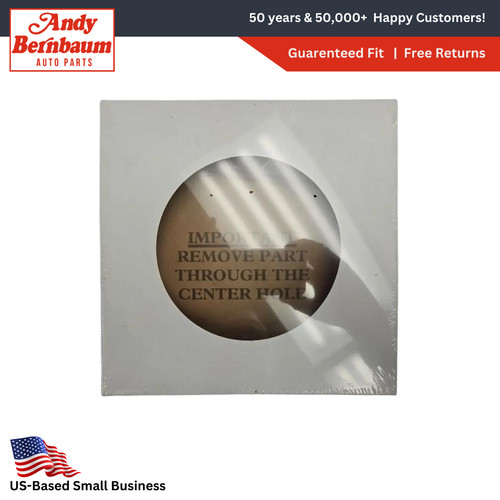 Andy
Bernbaum
AUTO PARTS
50 years & 50,000+ Happy Customers!
Guarenteed Fit | Free Returns
IMPORTANT
REMOVE PART
THROUGH THE
CENTER HOLE
US-Based Small Business